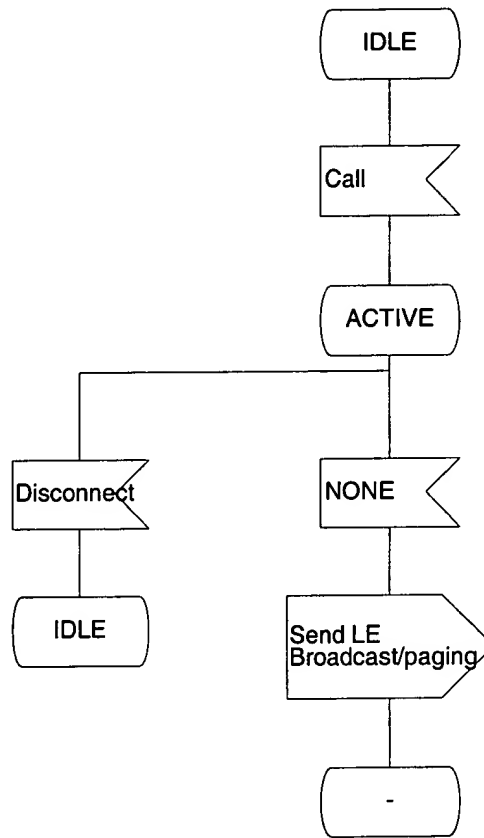 IDLE
Call
ACTIVE
Disconnect
NONE
IDLE
Send LE
Broadcast/paging
-